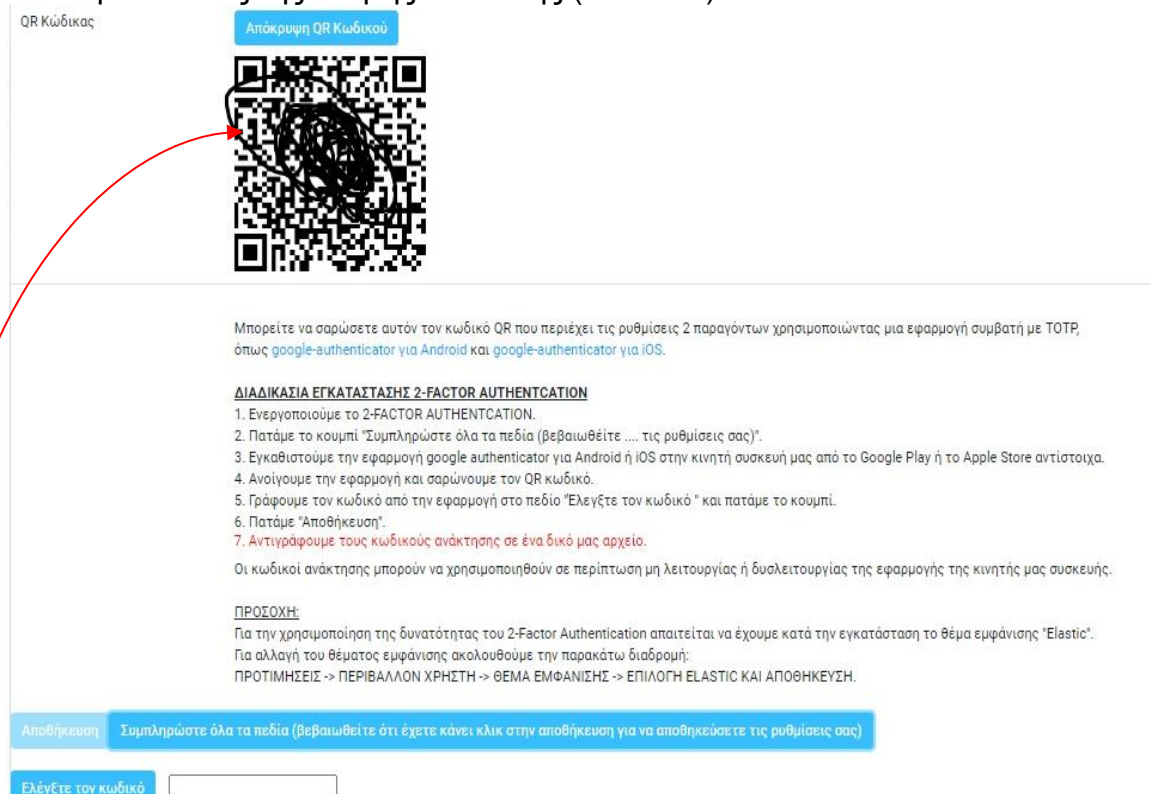 QR Κώδικας
Απόκρυψη QR Κωδικού
Μπορείτε να σαρώσετε αυτόν τον κωδικό QR που περιέχει τις ρυθμίσεις 2 παραγόντων χρησιμοποιώντας μια εφαρμογή συμβατή με TOTP,
όπως google-authenticator για Android και google-authenticator για iOS.
ΔΙΑΔΙΚΑΣΙΑ ΕΓΚΑΤΑΣΤΑΣΗΣ 2-FACTOR AUTHENTCATION
1. Ενεργοποιούμε το 2-FACTOR AUTHENTCATION.
2. Πατάμε το κουμπί "Συμπληρώστε όλα τα πεδία (βεβαιωθείτε .... τις ρυθμίσεις σας)".
3. Εγκαθιστούμε την εφαρμογή google authenticator για Android ή iOS στην κινητή συσκευή μας από το Google Play ή το Apple Store αντίστοιχα.
4. Ανοίγουμε την εφαρμογή και σαρώνουμε τον QR κωδικό.
5. Γράφουμε τον κωδικό από την εφαρμογή στο πεδίο "Έλεγξτε τον κωδικό " και πατάμε το κουμπί.
6. Πατάμε "Αποθήκευση".
7. Αντιγράφουμε τους κωδικούς ανάκτησης σε ένα δικό μας αρχείο.
Οι κωδικοί ανάκτησης μπορούν να χρησιμοποιηθούν σε περίπτωση μη λειτουργίας ή δυσλειτουργίας της εφαρμογής της κινητής μας συσκευής.
ΠΡΟΣΟΧΗ:
Για την χρησιμοποίηση της δυνατότητας του 2-Factor Authentication απαιτείται να έχουμε κατά την εγκατάσταση το θέμα εμφάνισης "Elastic".
Για αλλαγή του θέματος εμφάνισης ακολουθούμε την παρακάτω διαδρομή:
ΠΡΟΤΙΜΗΣΕΙΣ -> ΠΕΡΙΒΑΛΛΟΝ ΧΡΗΣΤΗ -> ΘΕΜΑ ΕΜΦΑΝΙΣΗΣ -> ΕΠΙΛΟΓΗ ELASTIC ΚΑΙ ΑΠΟΘΗΚΕΥΣΗ.
Αποθήκευση Συμπληρώστε όλα τα πεδία (βεβαιωθείτε ότι έχετε κάνει κλικ στην αποθήκευση για να αποθηκεύσετε τις ρυθμίσεις σας)
Ελέγξτε τον κωδικό